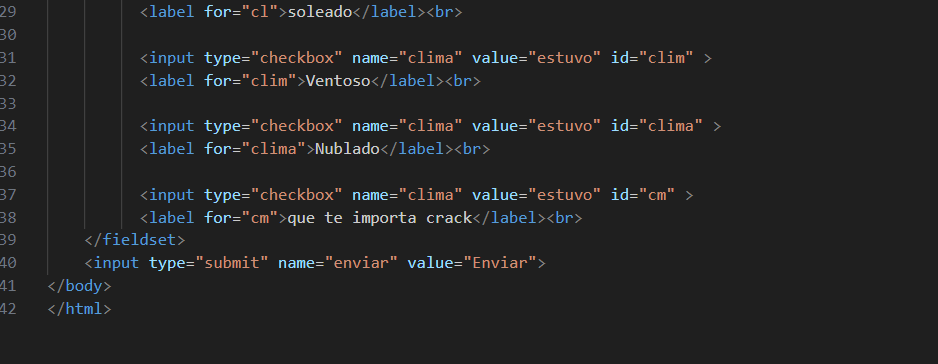 29 <label for="cl">soleado</label><br>
30
31 <input type="checkbox" name="clima" value="estuvo" id="clim" >
32 <label for="clim">Ventoso</label><br>
33
34 <input type="checkbox" name="clima" value="estuvo" id="clima" >
35 <label for="clima">Nublado</label><br>
36
37 <input type="checkbox" name="clima" value="estuvo" id="cm" >
38 <label for="cm">que te importa crack</label><br>
39 </fieldset>
40 <input type="submit" name="enviar" value="Enviar">
41 </body>
42 </html>